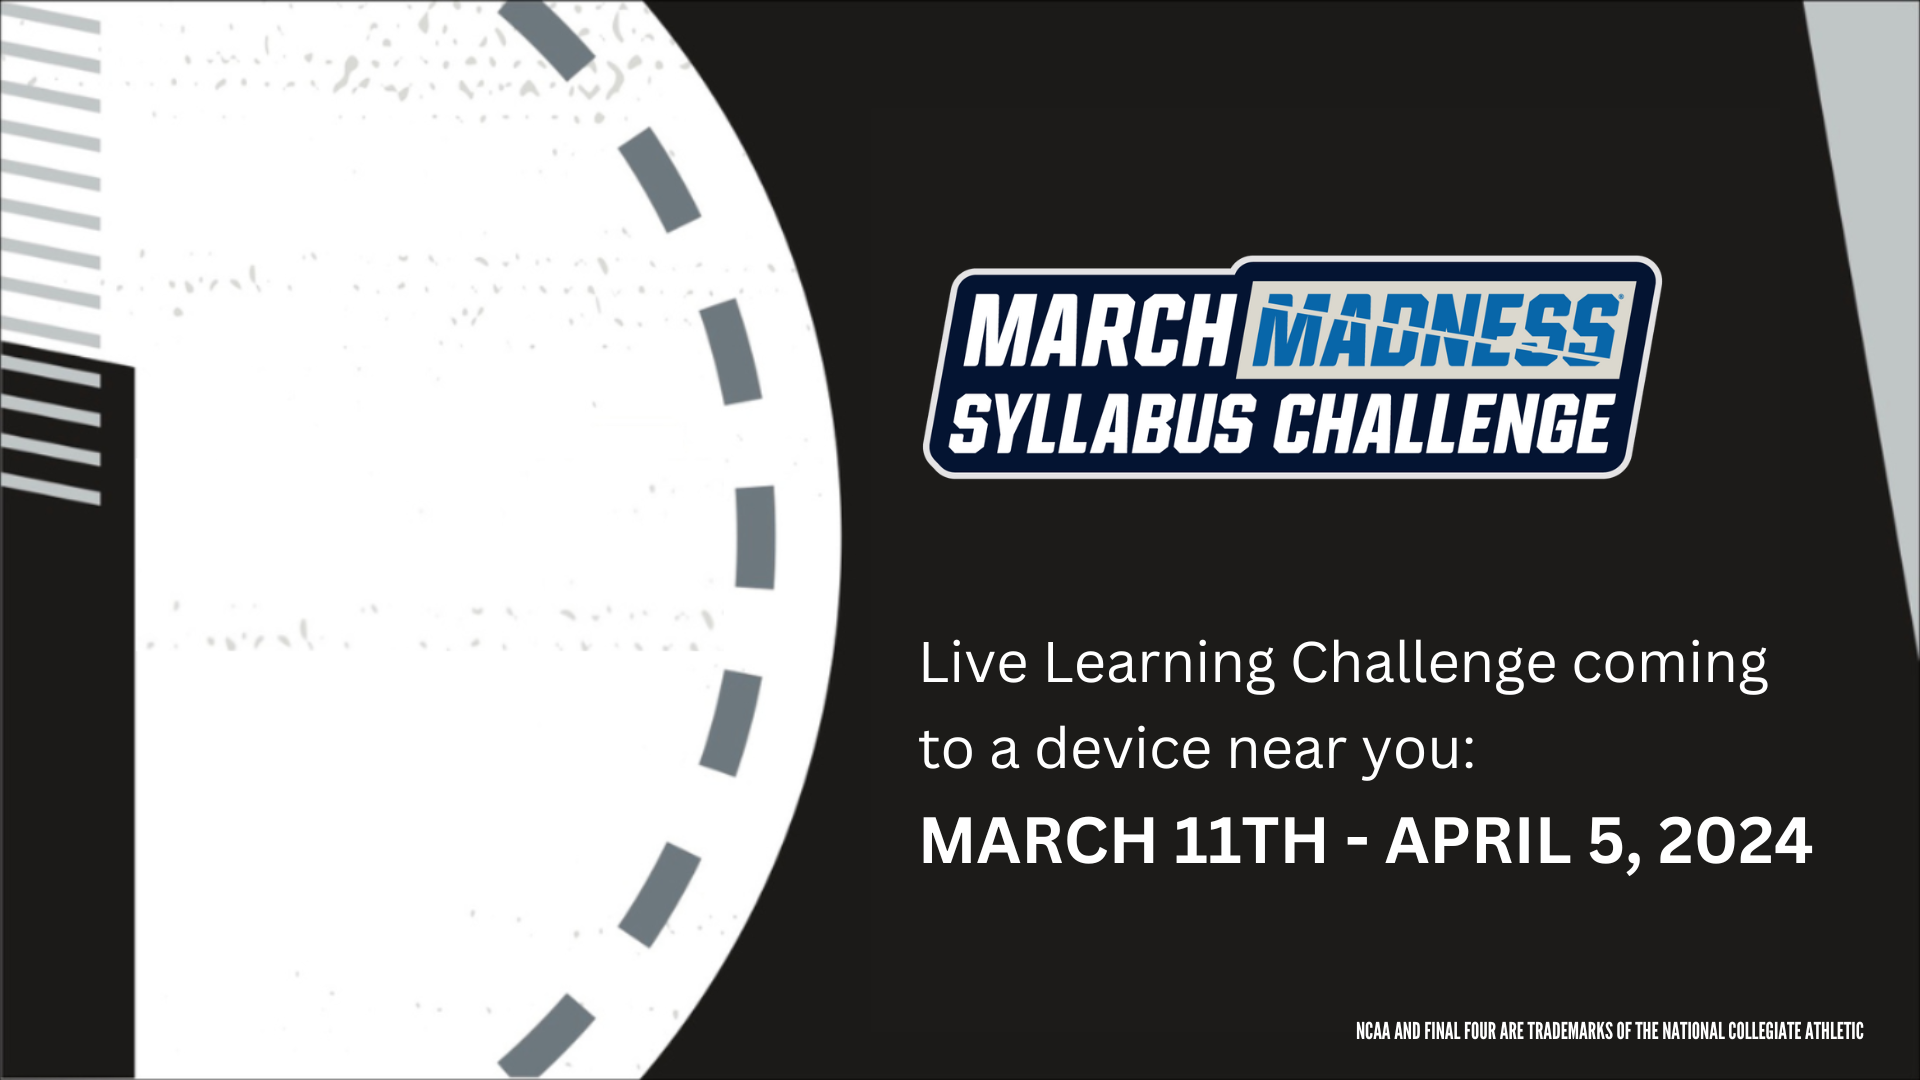 MARCH MADNESS®
SYLLABUS CHALLENGE
Live Learning Challenge coming
to a device near you:
MARCH 11TH - APRIL 5, 2024
NCAA AND FINAL FOUR ARE TRADEMARKS OF THE NATIONAL COLLEGIATE ATHLETIC